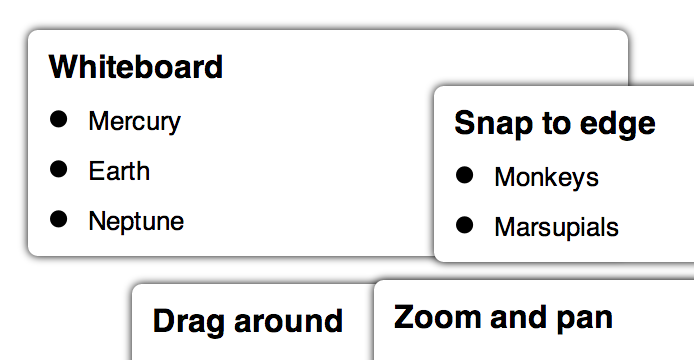 Whiteboard
Mercury
Earth
Neptune
Snap to edge
Monkeys
Marsupials
Drag around
Zoom and pan